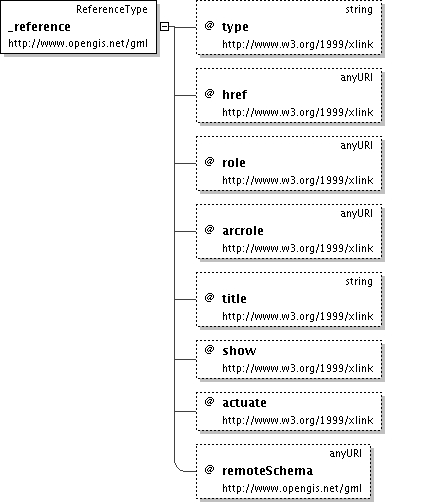 ReferenceType
_reference
http://www.opengis.net/gml
string
@ type
http://www.w3.org/1999/xlink
anyURI
@ href
http://www.w3.org/1999/xlink
anyURI
@ role
http://www.w3.org/1999/xlink
anyURI
@ arcrole
http://www.w3.org/1999/xlink
string
@ title
http://www.w3.org/1999/xlink
@ show
http://www.w3.org/1999/xlink
@ actuate
http://www.w3.org/1999/xlink
anyURI
@ remoteSchema
http://www.opengis.net/gml